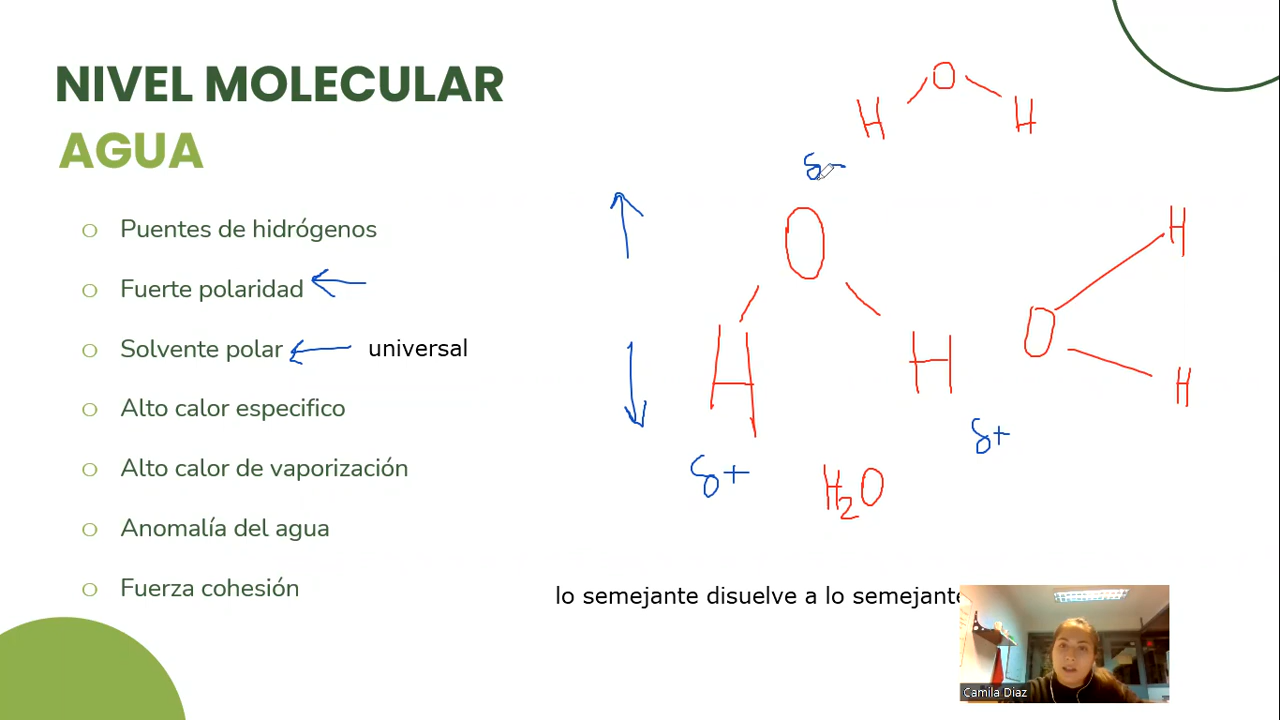 NIVEL MOLECULAR
AGUA
Puentes de hidrógenos
Fuerte polaridad
Solvente polar universal
Alto calor especifico
Alto calor de vaporización
Anomalía del agua
Fuerza cohesión
O
H H
δ-
O
H H
δ+ δ+
H
O
H
H2O
lo semejante disuelve a lo semejante
Camila Diaz